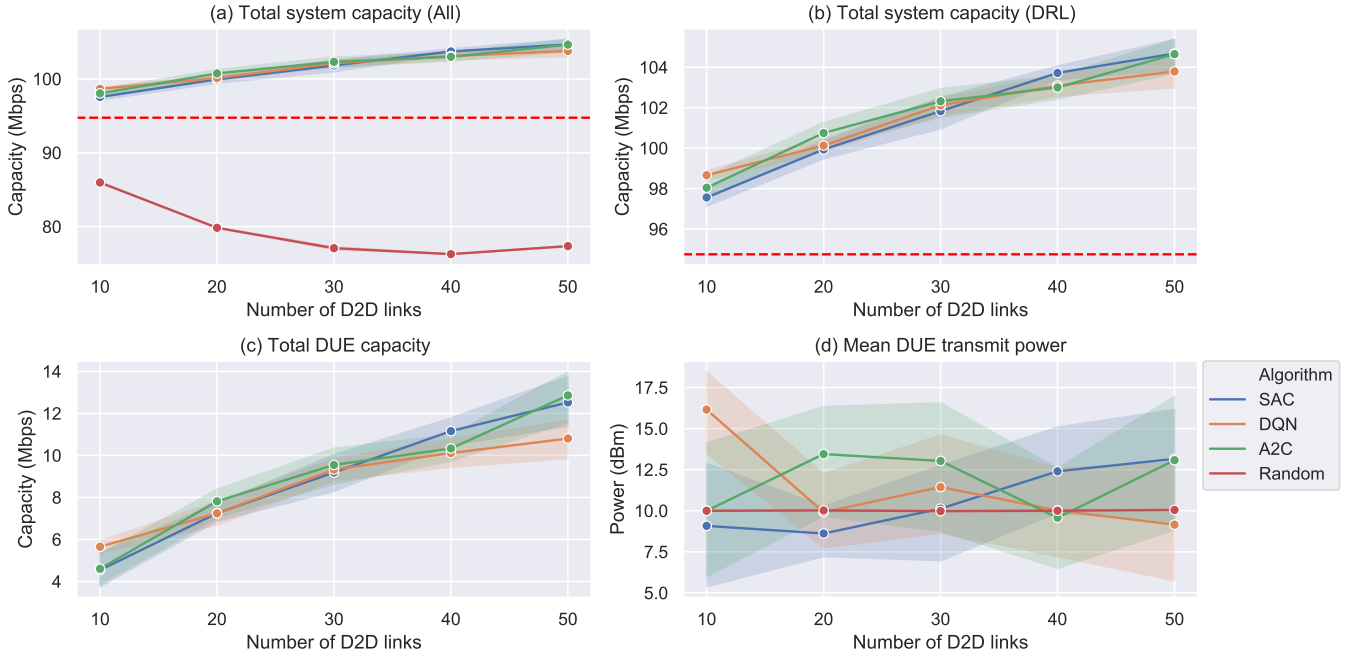 (a) Total system capacity (All)
Capacity (Mbps)
100
90
80
10 20 30 40 50
Number of D2D links
(b) Total system capacity (DRL)
Capacity (Mbps)
104
102
100
98
96
10 20 30 40 50
Number of D2D links
(c) Total DUE capacity
Capacity (Mbps)
14
12
10
8
6
4
10 20 30 40 50
Number of D2D links
(d) Mean DUE transmit power
Power (dBm)
17.5
15.0
12.5
10.0
7.5
5.0
10 20 30 40 50
Number of D2D links
Algorithm
SAC
DQN
A2C
Random